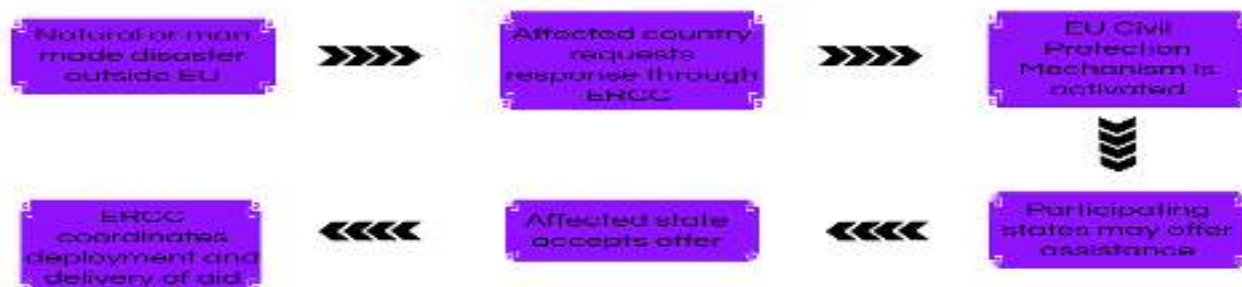 Natural or man
made disaster
outside EU
Affected country
requests
response through
ERCC
EU Civil
Protection
Mechanism is
activated
Participating
states may offer
assistance
Affected state
accepts offer
ERCC
coordinates
deployment and
delivery of aid